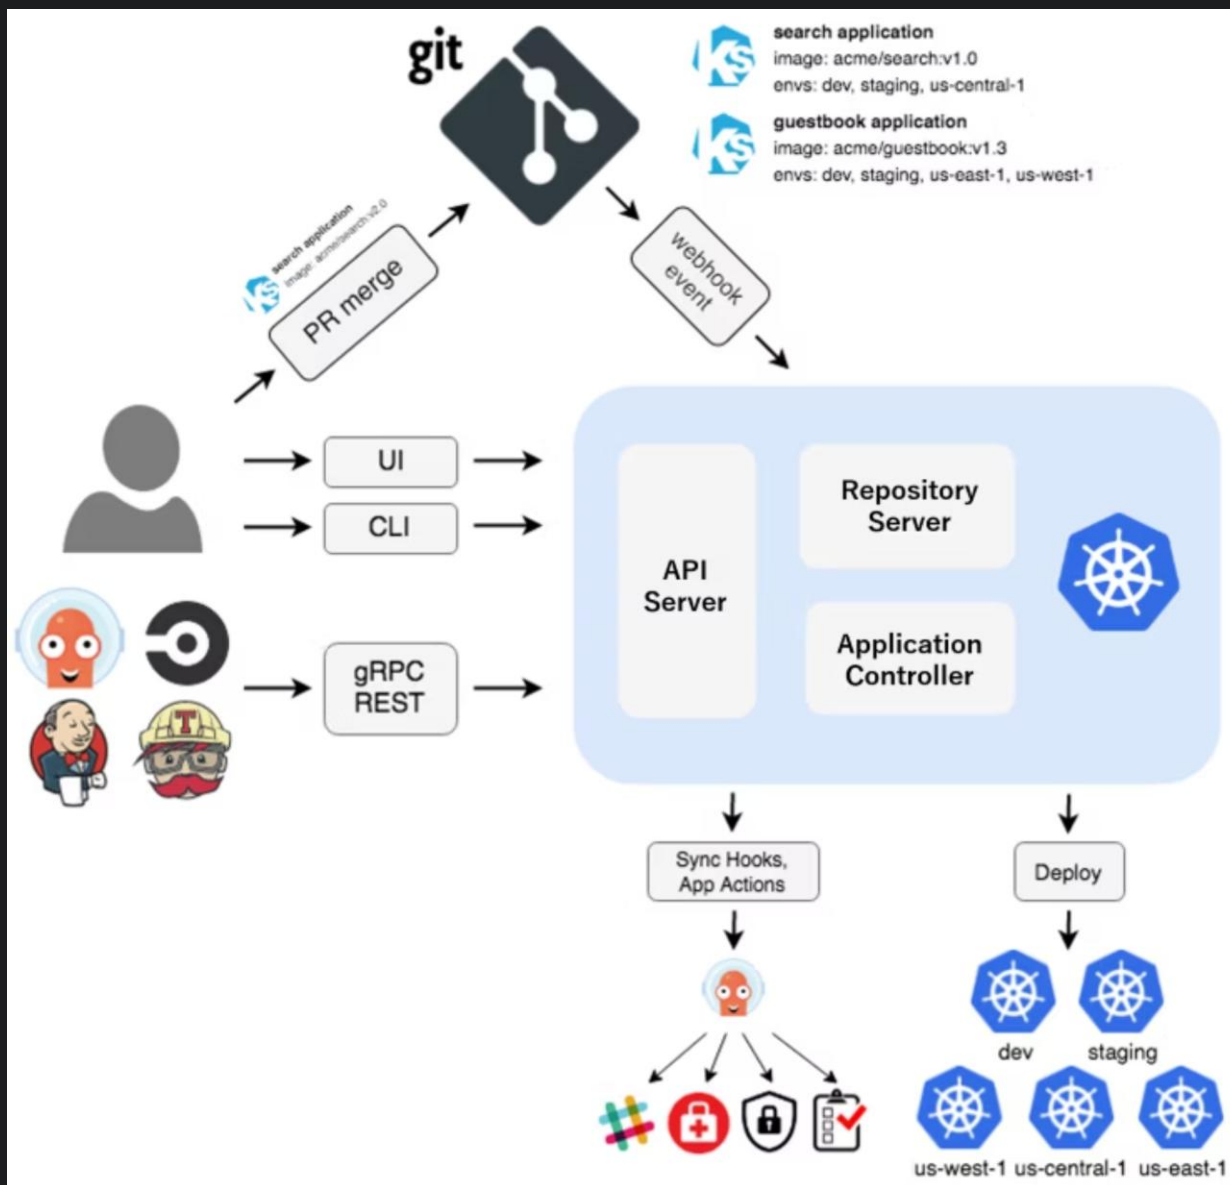 git
search application
image: acme/search:v1.0
envs: dev, staging, us-central-1
guestbook application
image: acme/guestbook:v1.3
envs: dev, staging, us-east-1, us-west-1
Ks
Ks
search application
image: acme/search:v2.0
Ks
PR merge
webhook
event
UI
CLI
gRPC
REST
API
Server
Repository
Server
Application
Controller
T
Sync Hooks,
App Actions
Deploy
dev
staging
us-west-1
us-central-1
us-east-1